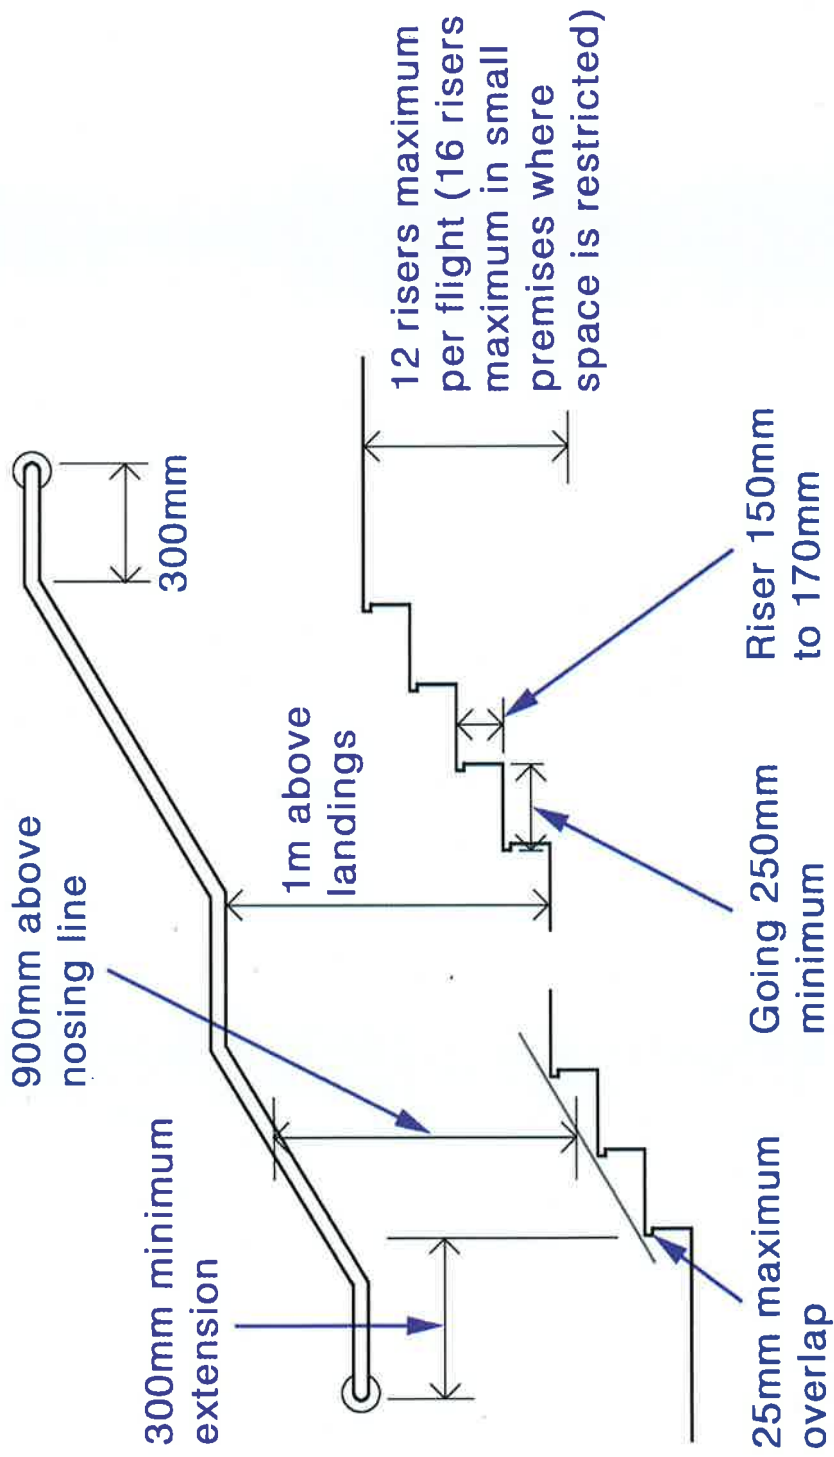 900mm above
nosing line
300mm minimum
extension
300mm
1m above
landings
12 risers maximum
per flight (16 risers
maximum in small
premises where
space is restricted)
25mm maximum
overlap
Going 250mm
minimum
Riser 150mm
to 170mm